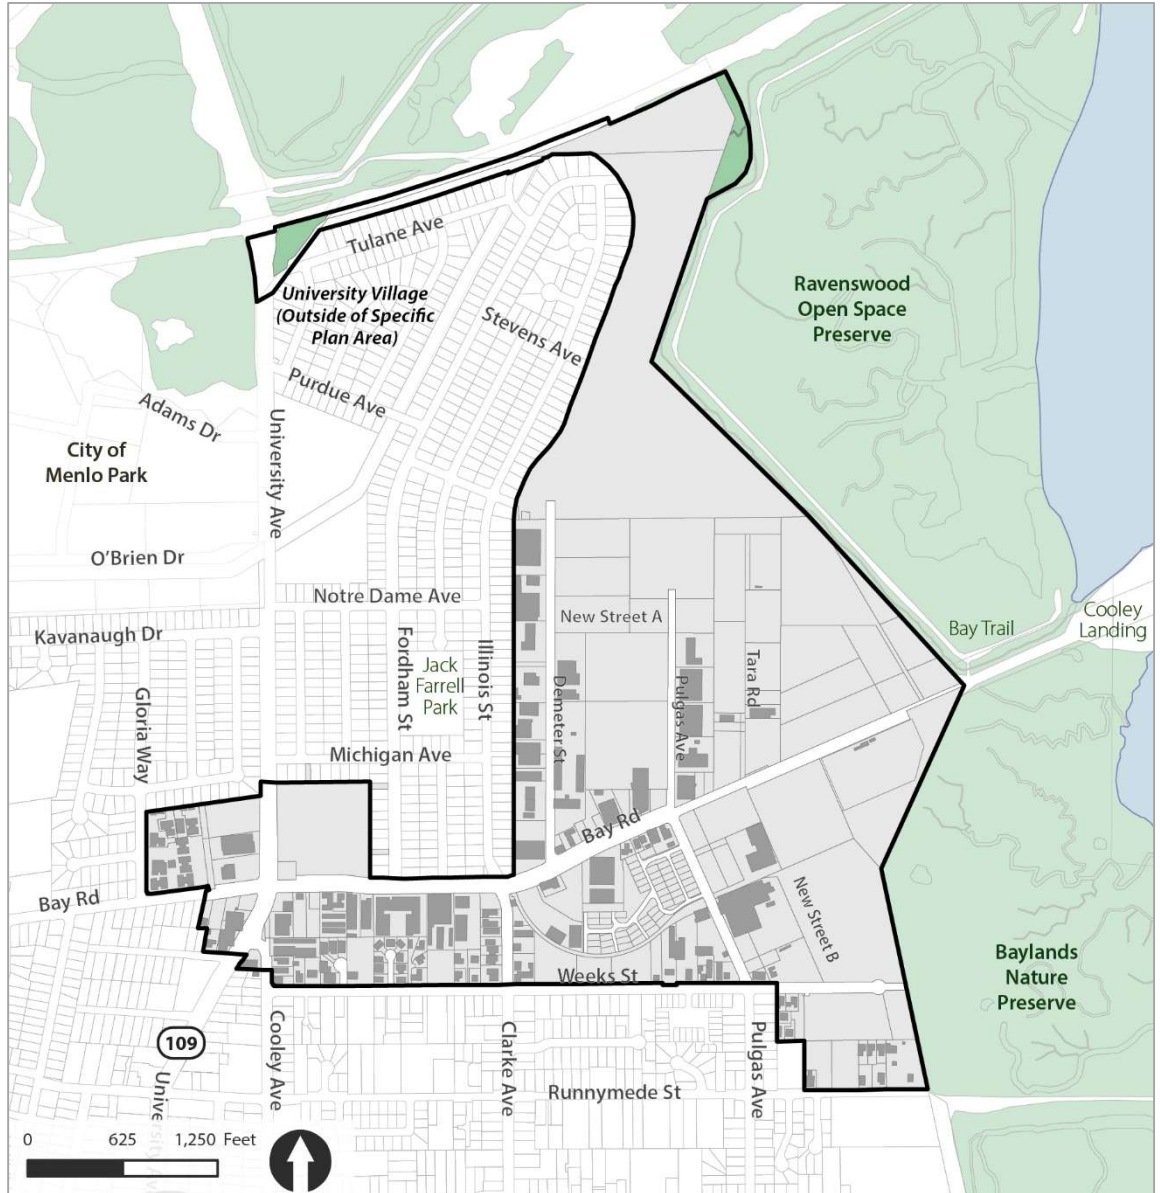 Tulane Ave
University Village
(Outside of Specific
Plan Area)
Stevens Ave
Purdue Ave
Ravenswood
Open Space
Preserve
Adams Dr
City of
Menlo Park
University Ave
O'Brien Dr
Notre Dame Ave
New Street A
Kavanaugh Dr
Bay Trail
Cooley
Landing
Fordham St
Illinois St
Jack
Farrell
Park
Gloria Way
Demeter St
Pulgas Ave
Tara Rd
Michigan Ave
Bay Rd
Bay Rd
New Street B
Weeks St
Baylands
Nature
Preserve
109
Cooley Ave
Clarke Ave
Pulgas Ave
University Ave
Runnymede St
0 625 1,250 Feet